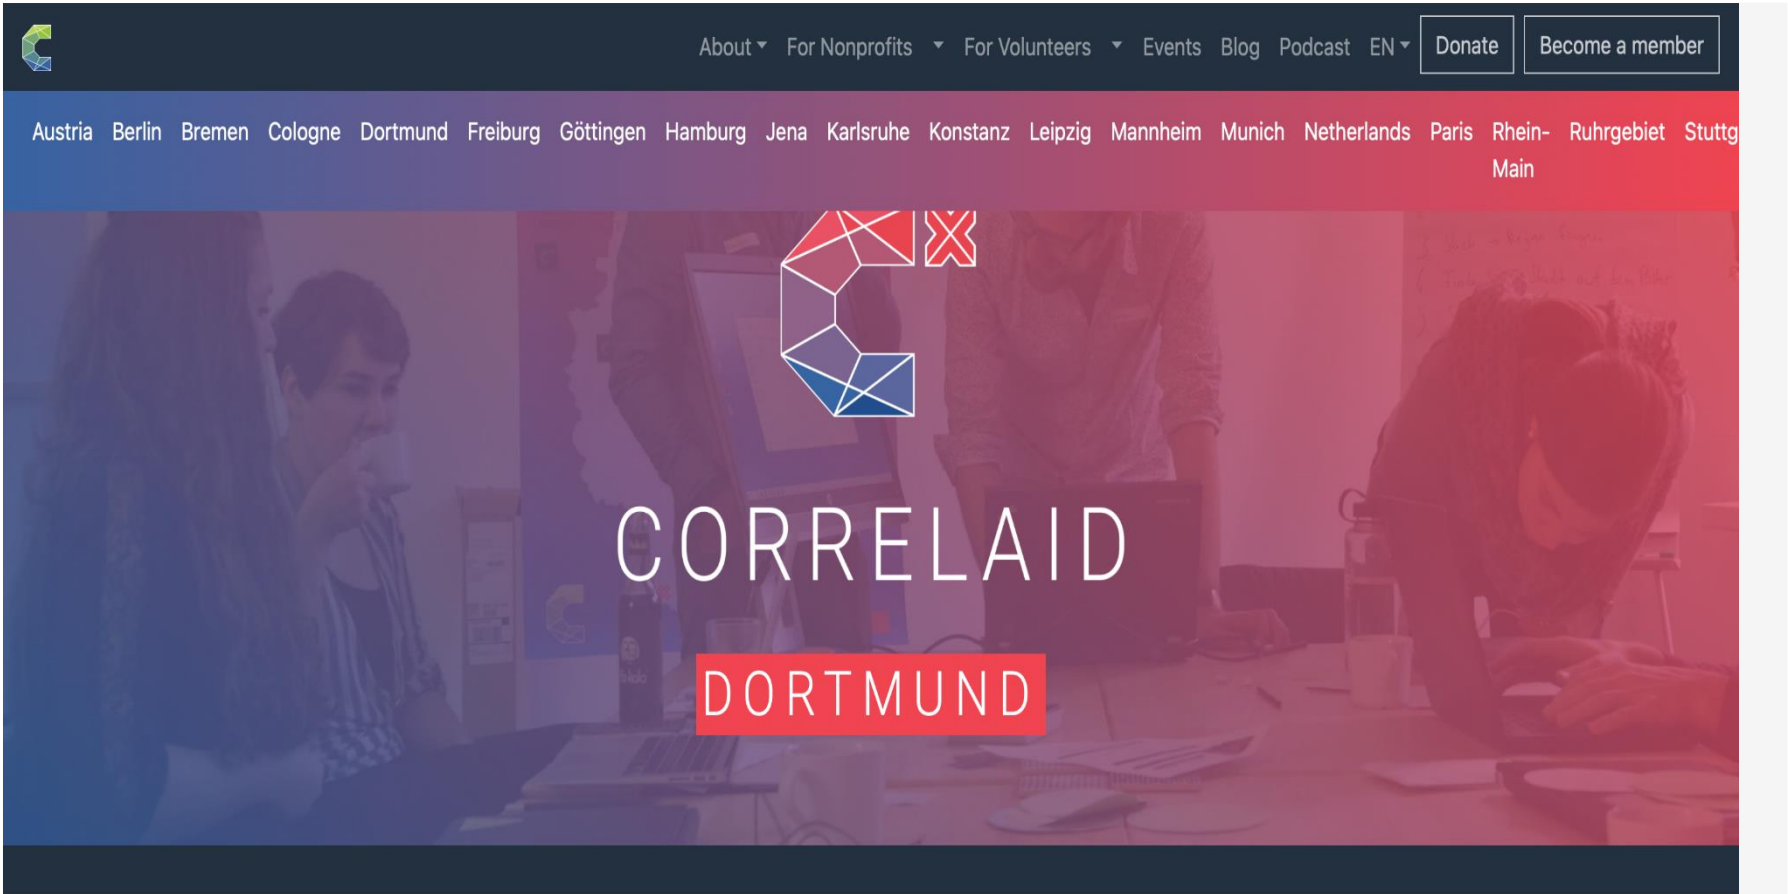 About For Nonprofits For Volunteers Events Blog Podcast EN Donate Become a member
Austria Berlin Bremen Cologne Dortmund Freiburg Göttingen Hamburg Jena Karlsruhe Konstanz Leipzig Mannheim Munich Netherlands Paris Rhein- Ruhrgebiet Stuttg
Main
CORRELAID
DORTMUND